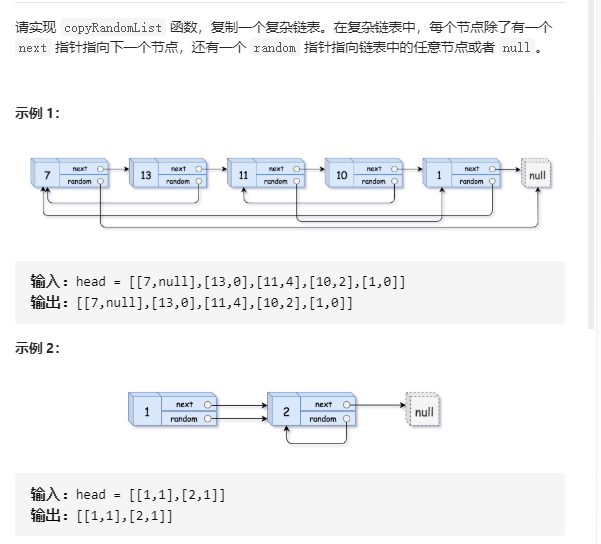 请实现 copyRandomList 函数，复制一个复杂链表。在复杂链表中，每个节点除了有一个
next 指针指向下一个节点，还有一个 random 指针指向链表中的任意节点或者 null 。
示例 1：
7 next random 13 next random 11 next random 10 next random 1 next random null
输入：head = [[7,null],[13,0],[11,4],[10,2],[1,0]]
输出：[[7,null],[13,0],[11,4],[10,2],[1,0]]
示例 2：
1 next random 2 next random null
输入：head = [[1,1],[2,1]]
输出：[[1,1],[2,1]]